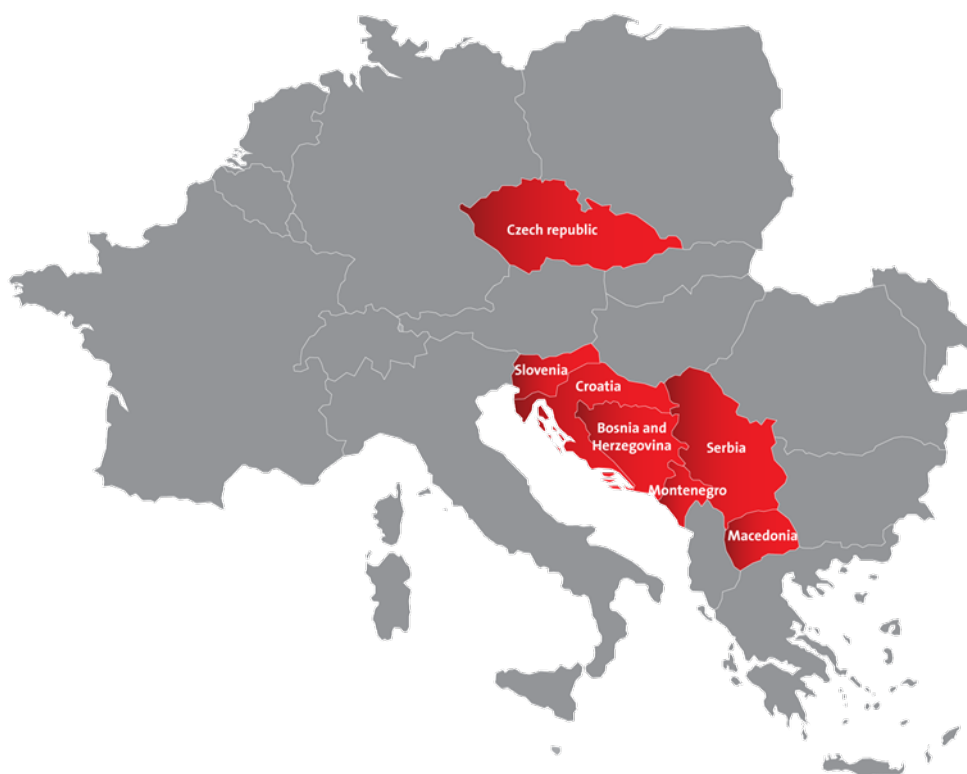 Czech republic
Slovenia
Croatia
Bosnia and
Herzegovina
Serbia
Montenegro
Macedonia